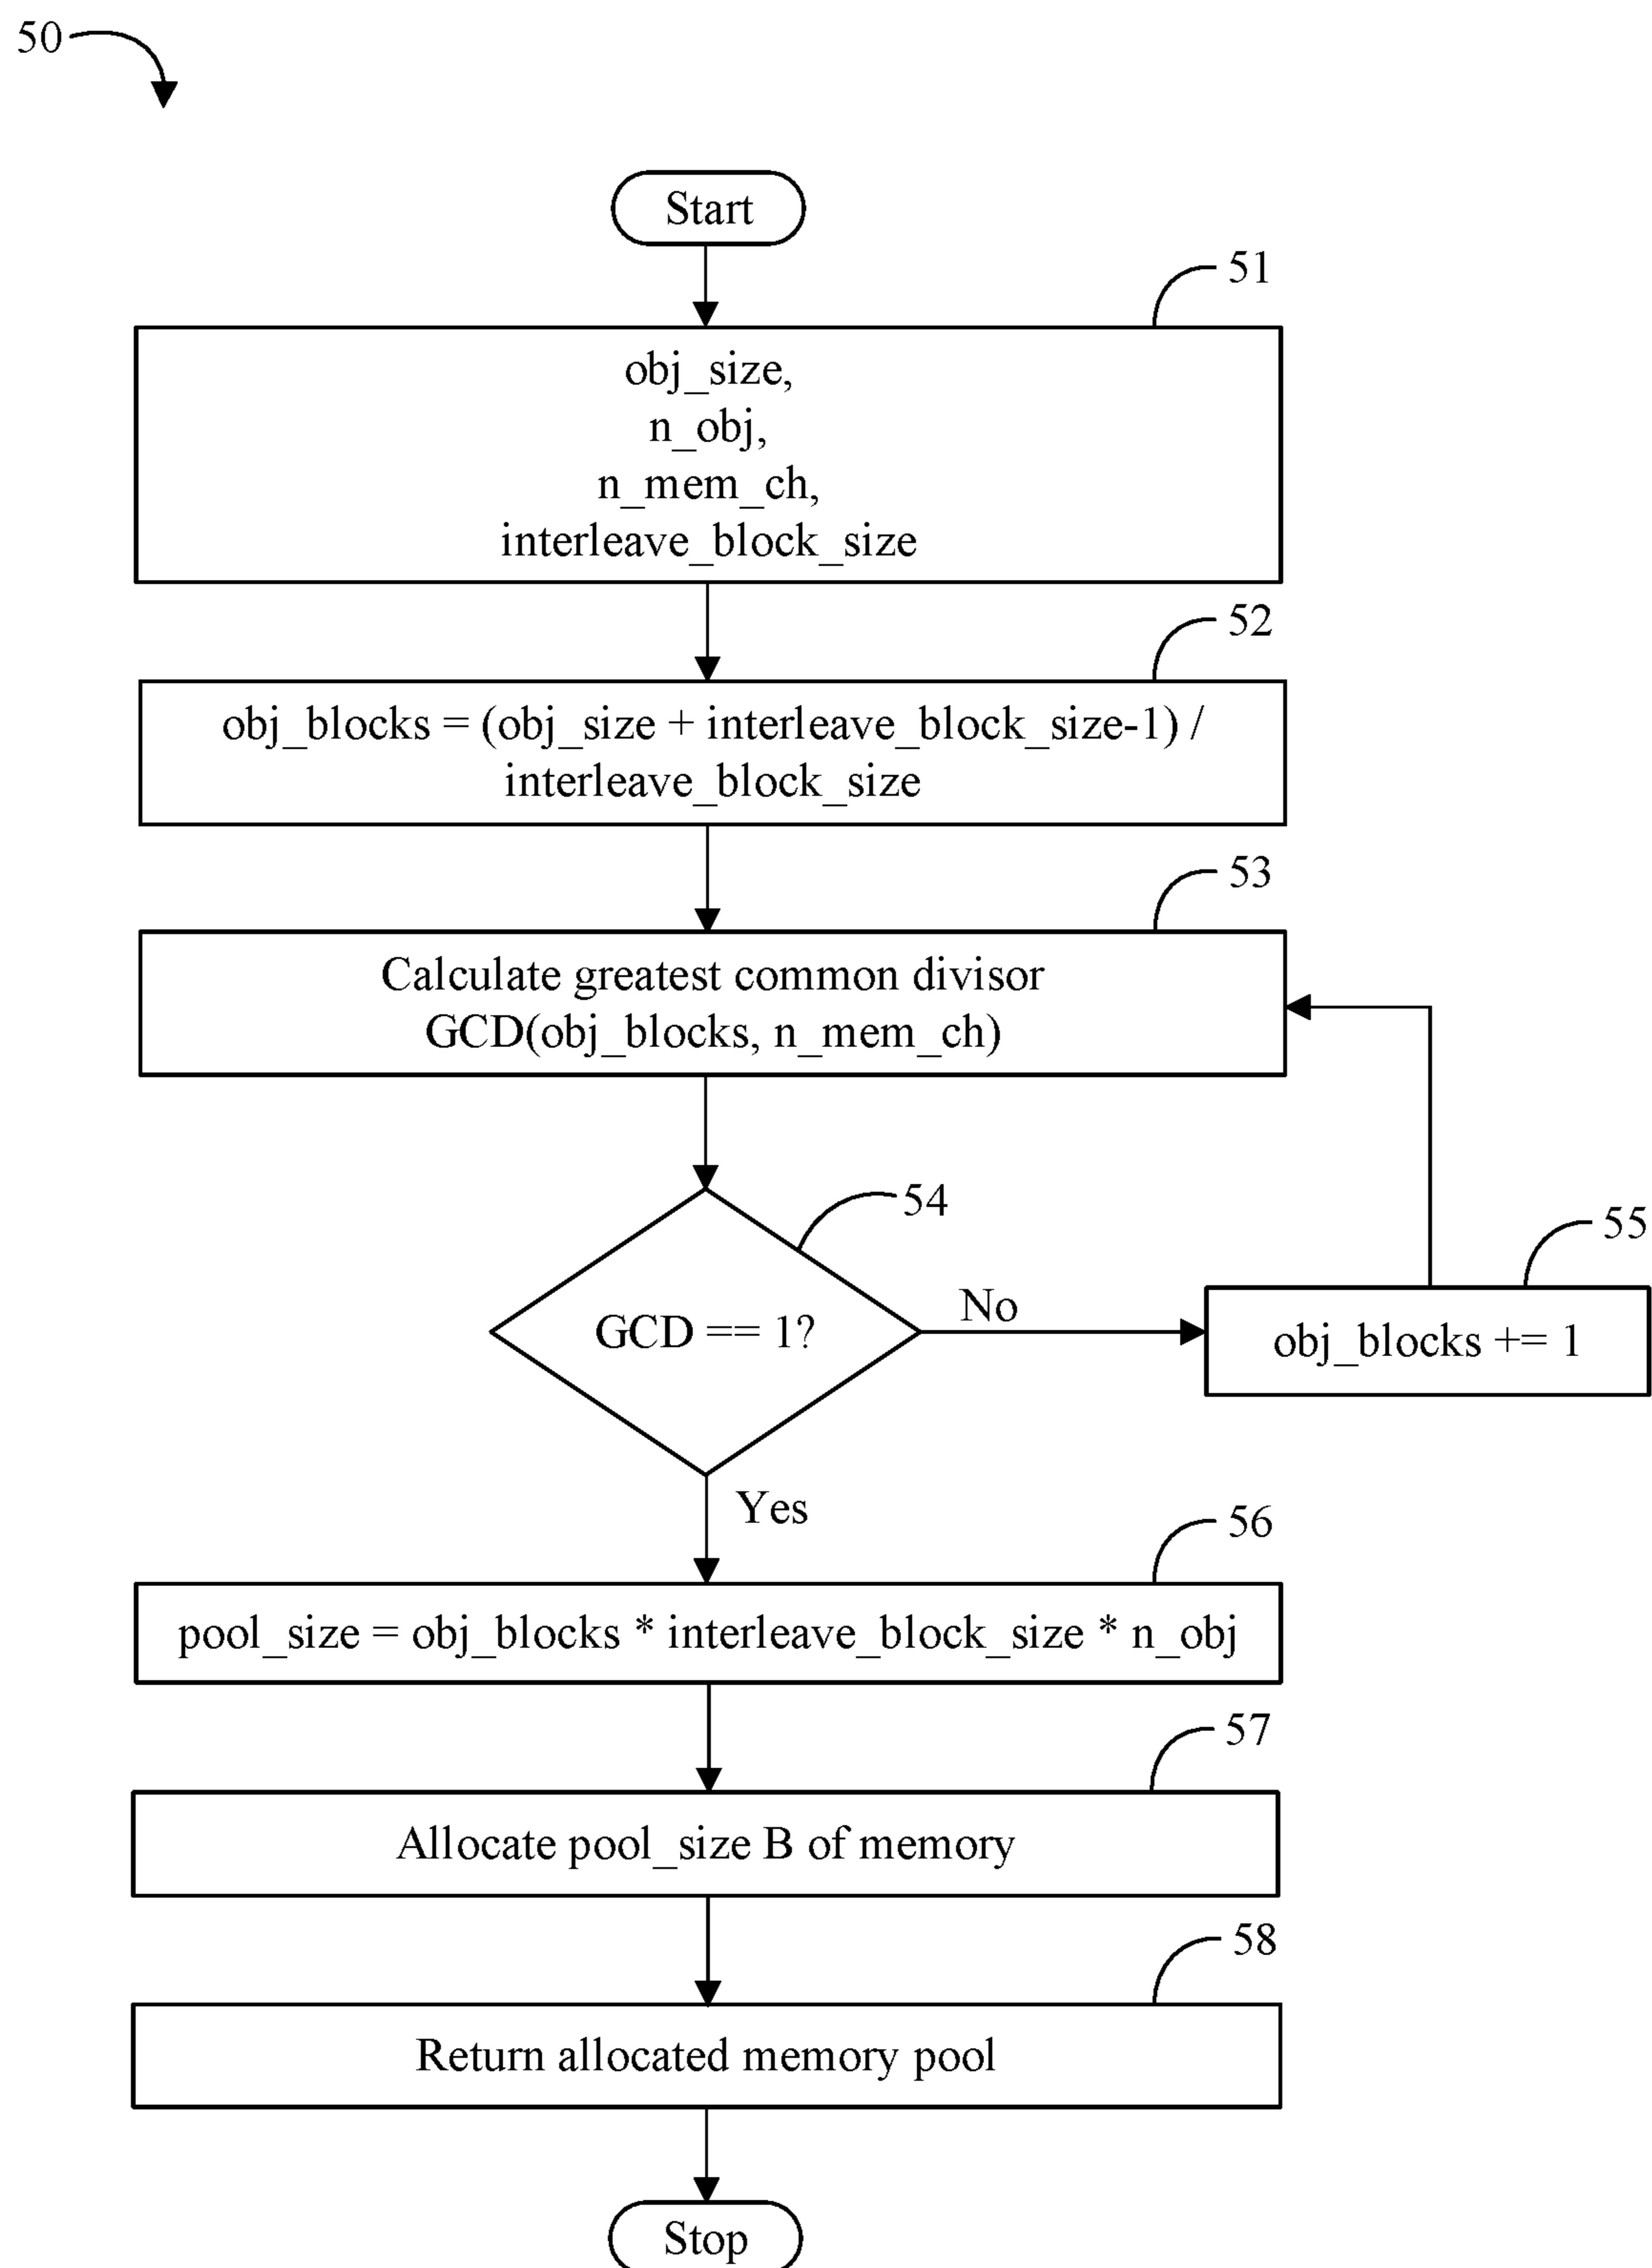 50
Start
51
obj_size,
n_obj,
n_mem_ch,
interleave_block_size
52
obj_blocks = (obj_size + interleave_block_size-1) /
interleave_block_size
53
Calculate greatest common divisor
GCD(obj_blocks, n_mem_ch)
54
GCD == 1?
No
55
obj_blocks += 1
Yes
56
pool_size = obj_blocks * interleave_block_size * n_obj
57
Allocate pool_size B of memory
58
Return allocated memory pool
Stop